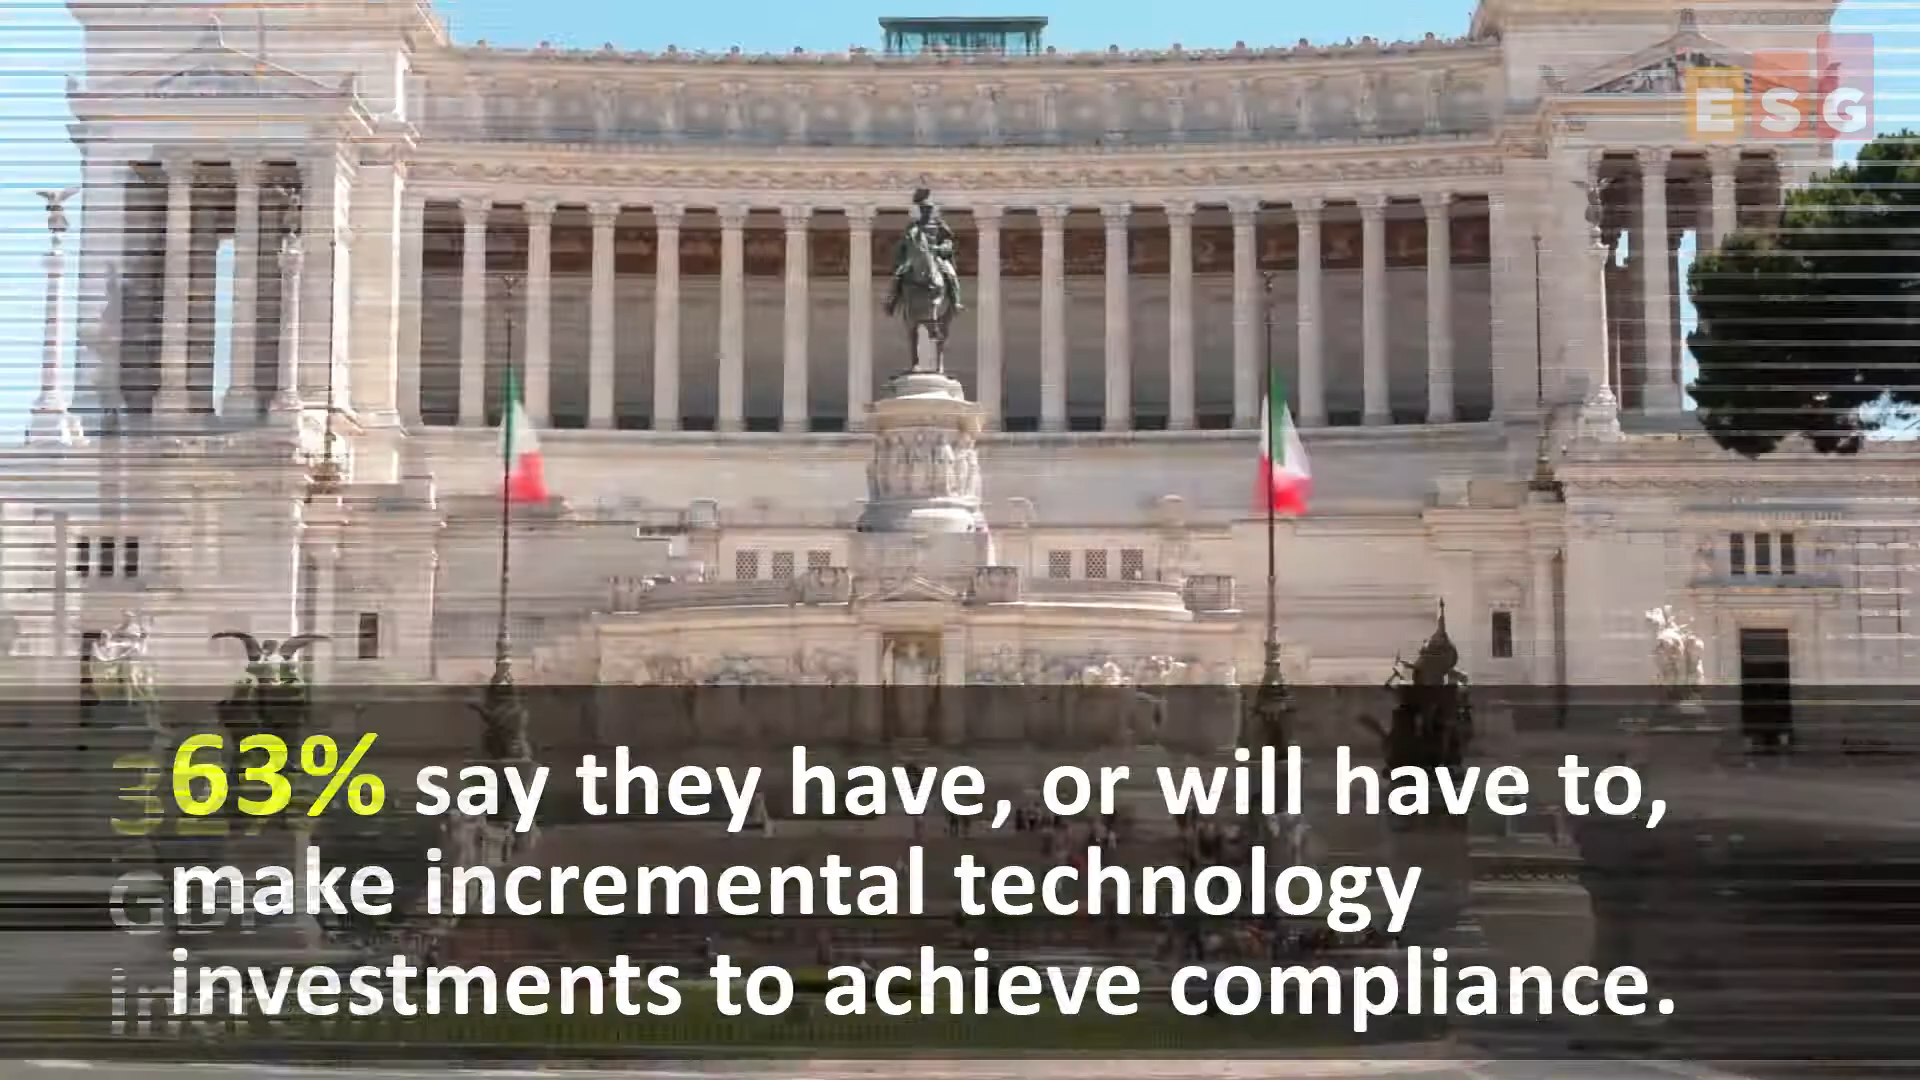 ESG
63% say they have, or will have to,
make incremental technology
investments to achieve compliance.